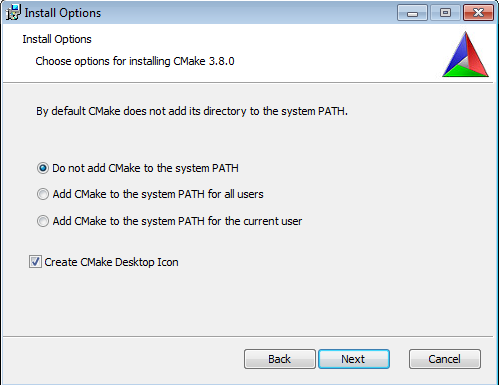 Install Options
Install Options
Choose options for installing CMake 3.8.0
By default CMake does not add its directory to the system PATH.
Do not add CMake to the system PATH
Add CMake to the system PATH for all users
Add CMake to the system PATH for the current user
Create CMake Desktop Icon
Back Next Cancel